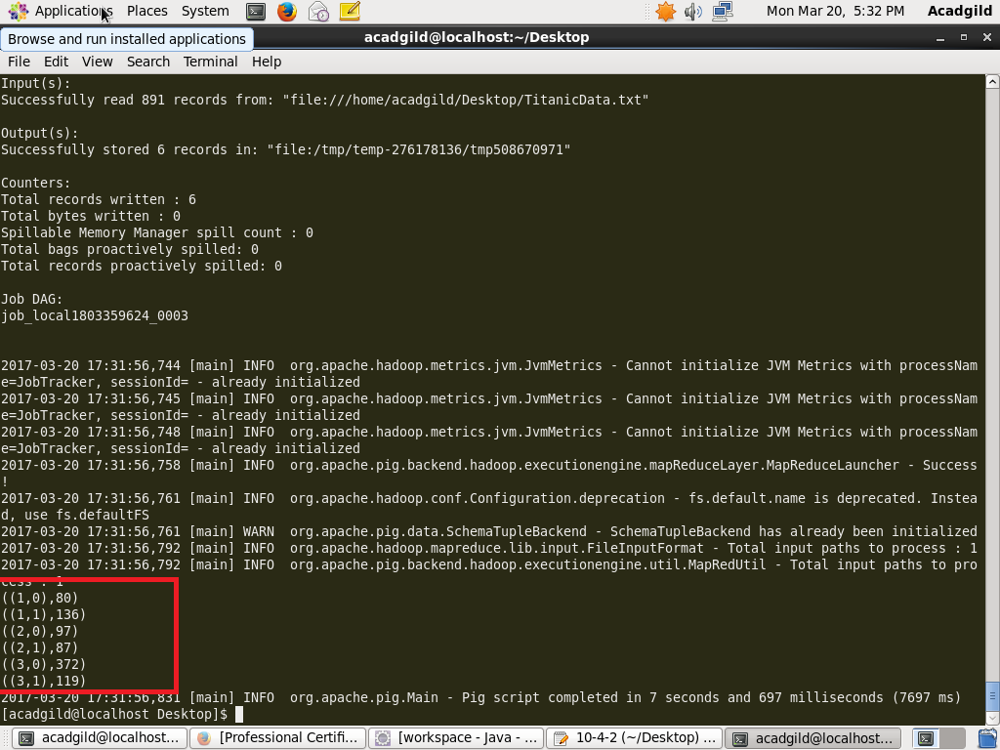 Applications Places System Mon Mar 20, 5:32 PM Acadgild
Browse and run installed applications
acadgild@localhost:~/Desktop
File Edit View Search Terminal Help
Input(s):
Successfully read 891 records from: "file:///home/acadgild/Desktop/TitanicData.txt"
Output(s):
Successfully stored 6 records in: "file:/tmp/temp-276178136/tmp508670971"
Counters:
Total records written : 6
Total bytes written : 0
Spillable Memory Manager spill count : 0
Total bags proactively spilled: 0
Total records proactively spilled: 0
Job DAG:
job_local1803359624_0003
2017-03-20 17:31:56,744 [main] INFO  org.apache.hadoop.metrics.jvm.JvmMetrics - Cannot initialize JVM Metrics with processNam
e=JobTracker, sessionId= - already initialized
2017-03-20 17:31:56,745 [main] INFO  org.apache.hadoop.metrics.jvm.JvmMetrics - Cannot initialize JVM Metrics with processNam
e=JobTracker, sessionId= - already initialized
2017-03-20 17:31:56,748 [main] INFO  org.apache.hadoop.metrics.jvm.JvmMetrics - Cannot initialize JVM Metrics with processNam
e=JobTracker, sessionId= - already initialized
2017-03-20 17:31:56,758 [main] INFO  org.apache.pig.backend.hadoop.executionengine.mapReduceLayer.MapReduceLauncher - Success
!
2017-03-20 17:31:56,761 [main] INFO  org.apache.hadoop.conf.Configuration.deprecation - fs.default.name is deprecated. Instea
d, use fs.defaultFS
2017-03-20 17:31:56,761 [main] WARN  org.apache.pig.data.SchemaTupleBackend - SchemaTupleBackend has already been initialized
2017-03-20 17:31:56,792 [main] INFO  org.apache.hadoop.mapreduce.lib.input.FileInputFormat - Total input paths to process : 1
2017-03-20 17:31:56,792 [main] INFO  org.apache.pig.backend.hadoop.executionengine.util.MapRedUtil - Total input paths to pro
cess : 1
((1,0),80)
((1,1),136)
((2,0),97)
((2,1),87)
((3,0),372)
((3,1),119)
2017-03-20 17:31:56,831 [main] INFO  org.apache.pig.Main - Pig script completed in 7 seconds and 697 milliseconds (7697 ms)
[acadgild@localhost Desktop]$
acadgild@localhost... [Professional Certifi... [workspace - Java - ... 10-4-2 (~/Desktop) ... acadgild@localhost...